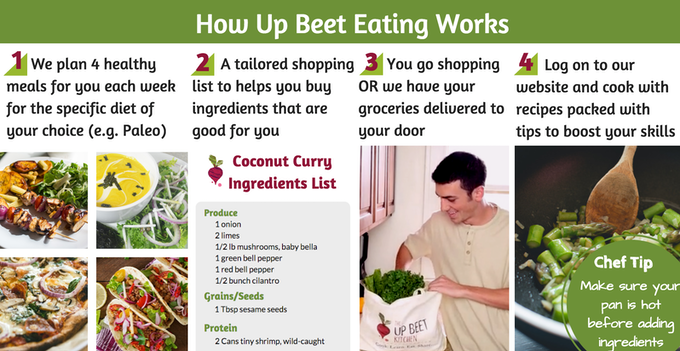 How Up Beet Eating Works
1 We plan 4 healthy
meals for you each week
for the specific diet of
your choice (e.g. Paleo)
2 A tailored shopping
list to helps you buy
ingredients that are
good for you
Coconut Curry
Ingredients List
Produce
1 onion
2 limes
1/2 lb mushrooms, baby bella
1 green bell pepper
1 red bell pepper
1/2 bunch cilantro
Grains/Seeds
1 Tbsp sesame seeds
Protein
2 Cans tiny shrimp, wild-caught
3 You go shopping
OR we have your
groceries delivered to
your door
THE
UP BEET
KITCHEN
4 Log on to our
website and cook with
recipes packed with
tips to boost your skills
Chef Tip
Make sure your
pan is hot
before adding
ingredients